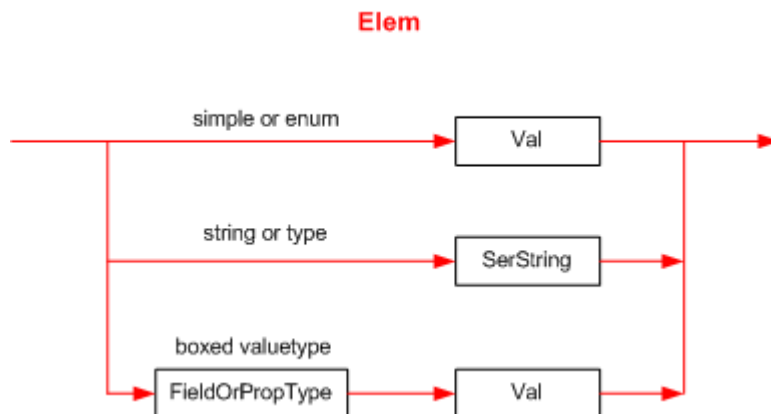 Elem
simple or enum
Val
string or type
SerString
boxed valuetype
FieldOrPropType
Val